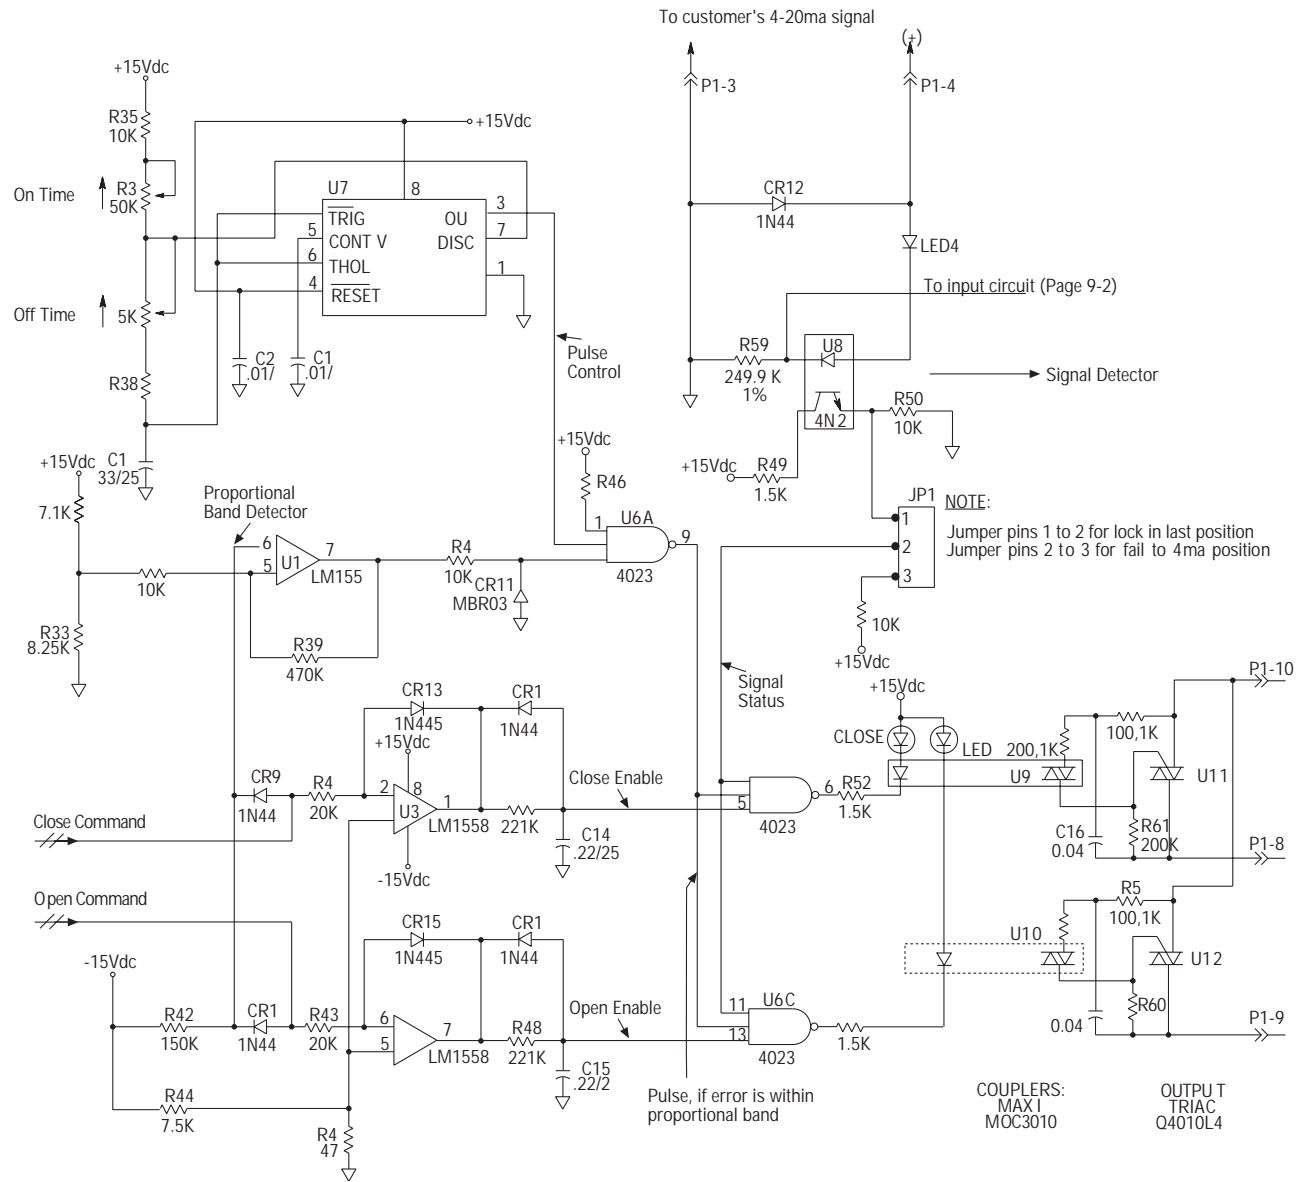 To customer's 4-20ma signal
(+)
P1-3
P1-4
+15Vdc
R35
10K
On Time
R3
50K
Off Time
5K
R38
C1
33/25
+15Vdc
U7
8
TRIG
5
CONT V
6
THOL
4
RESET
OU
3
DISC
7
1
C2
.01/
C1
.01/
Pulse
Control
CR12
1N44
LED4
To input circuit (Page 9-2)
R59
249.9 K
1%
U8
4N2
Signal Detector
R50
10K
+15Vdc
R49
1.5K
JP1
1
2
3
NOTE:
Jumper pins 1 to 2 for lock in last position
Jumper pins 2 to 3 for fail to 4ma position
10K
+15Vdc
+15Vdc
7.1K
R33
8.25K
10K
Proportional
Band Detector
6
5
U1
7
LM155
R39
470K
R4
10K
CR11
MBR03
+15Vdc
R46
1
U6A
9
4023
Signal
Status
CR13
1N445
CR1
1N44
+15Vdc
8
2
U3
1
LM1558
-15Vdc
CR9
1N44
R4
20K
221K
C14
.22/25
Close Enable
Close Command
Open Command
5
4023
6
R52
1.5K
+15Vdc
CLOSE
LED
200,1K
U9
100,1K
U11
C16
0.04
R61
200K
P1-10
P1-8
-15Vdc
R42
150K
CR1
1N44
R43
20K
R44
7.5K
R4
47
CR15
1N445
CR1
1N44
6
5
7
LM1558
R48
221K
C15
.22/2
Open Enable
Pulse, if error is within
proportional band
11
13
U6C
4023
1.5K
U10
R5
100,1K
U12
R60
0.04
P1-9
COUPLERS:
MAX I
MOC3010
OUTPU T
TRIAC
Q4010L4